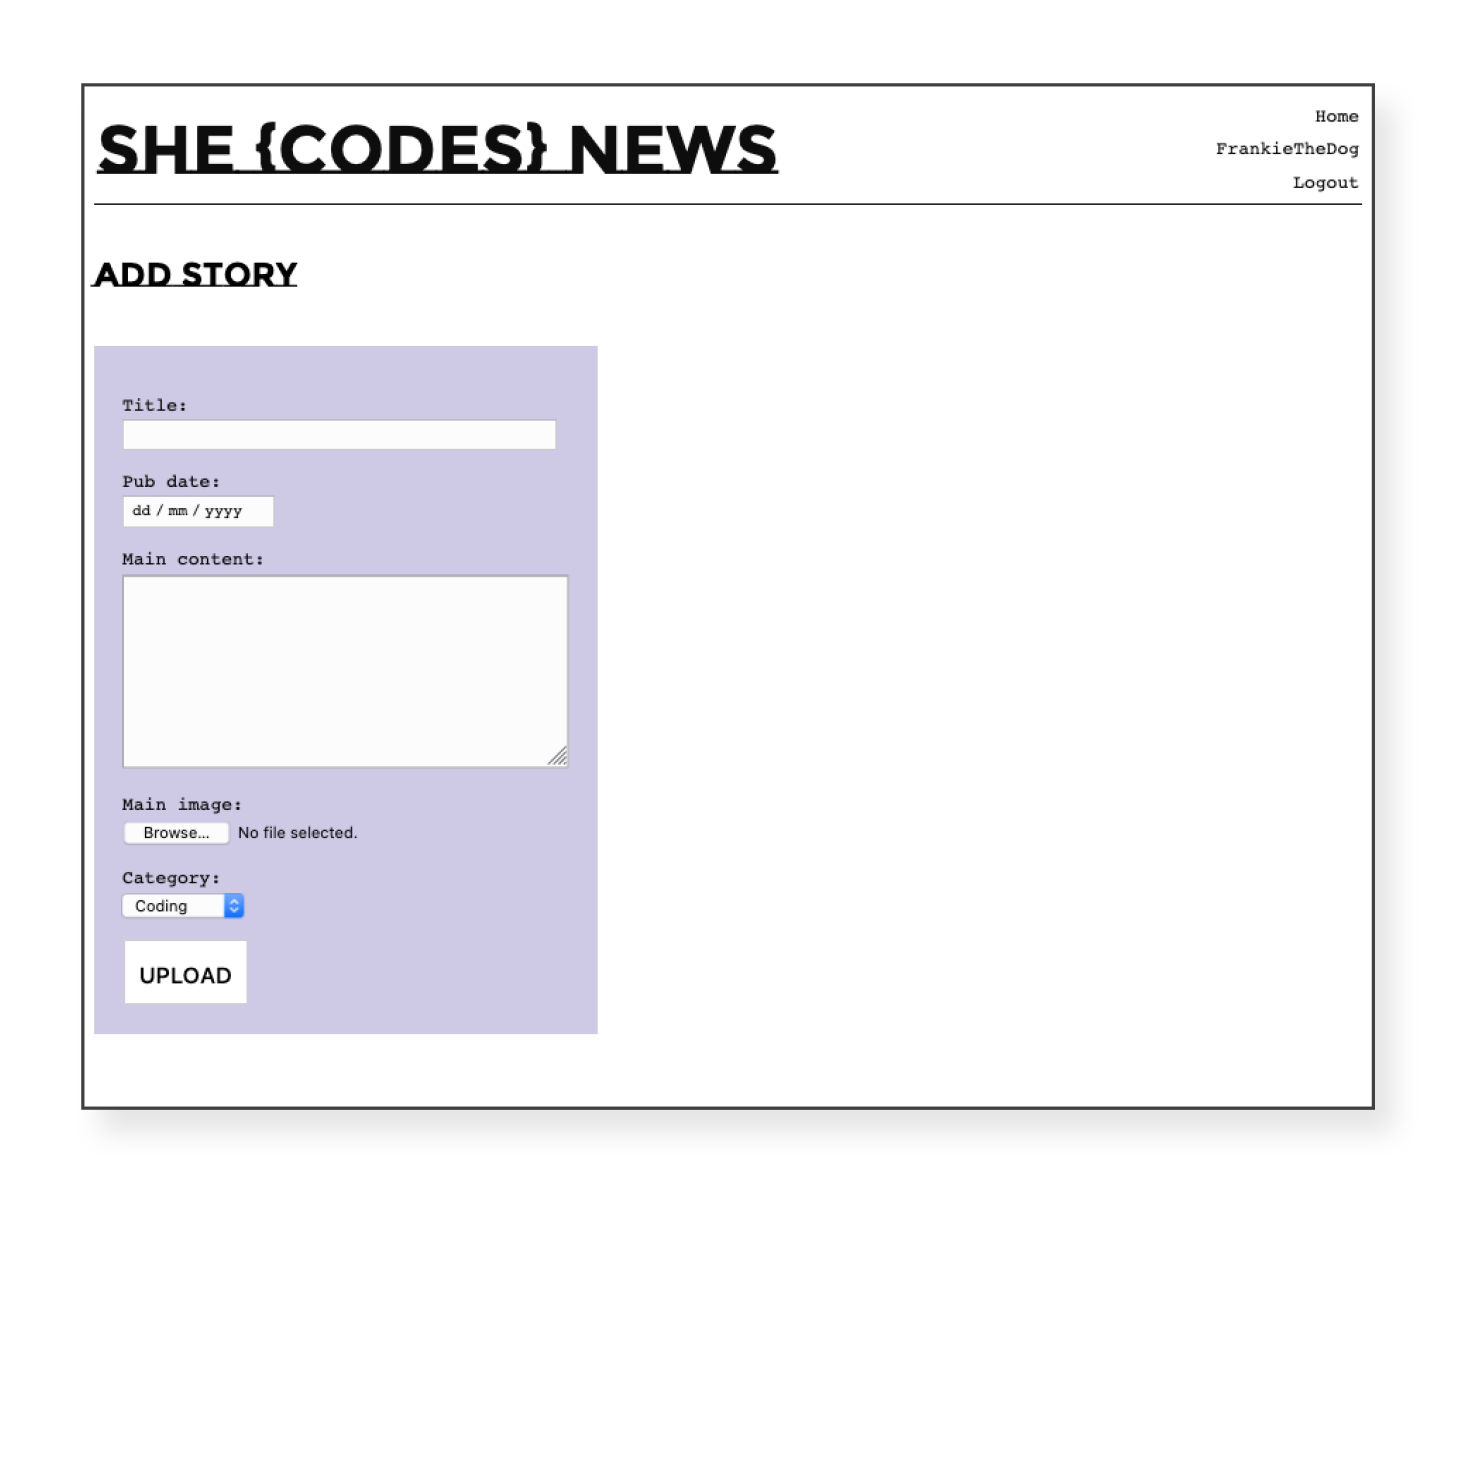 SHE {CODES} NEWS
Home
FrankieTheDog
Logout
ADD STORY
Title:
Pub date:
dd / mm / yyyy
Main content:
Main image:
Browse... No file selected.
Category:
Coding
UPLOAD